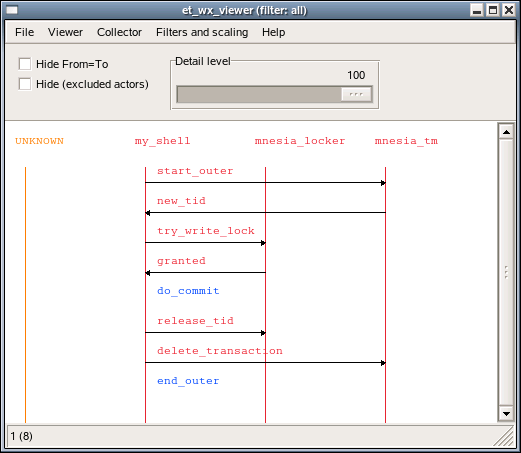 et_wx_viewer (filter: all)
File Viewer Collector Filters and scaling Help
Hide From=To
Hide (excluded actors)
Detail level
100
UNKNOWN my_shell mnesia_locker mnesia_tm
start_outer
new_tid
try_write_lock
granted
do_commit
release_tid
delete_transaction
end_outer
1 (8)